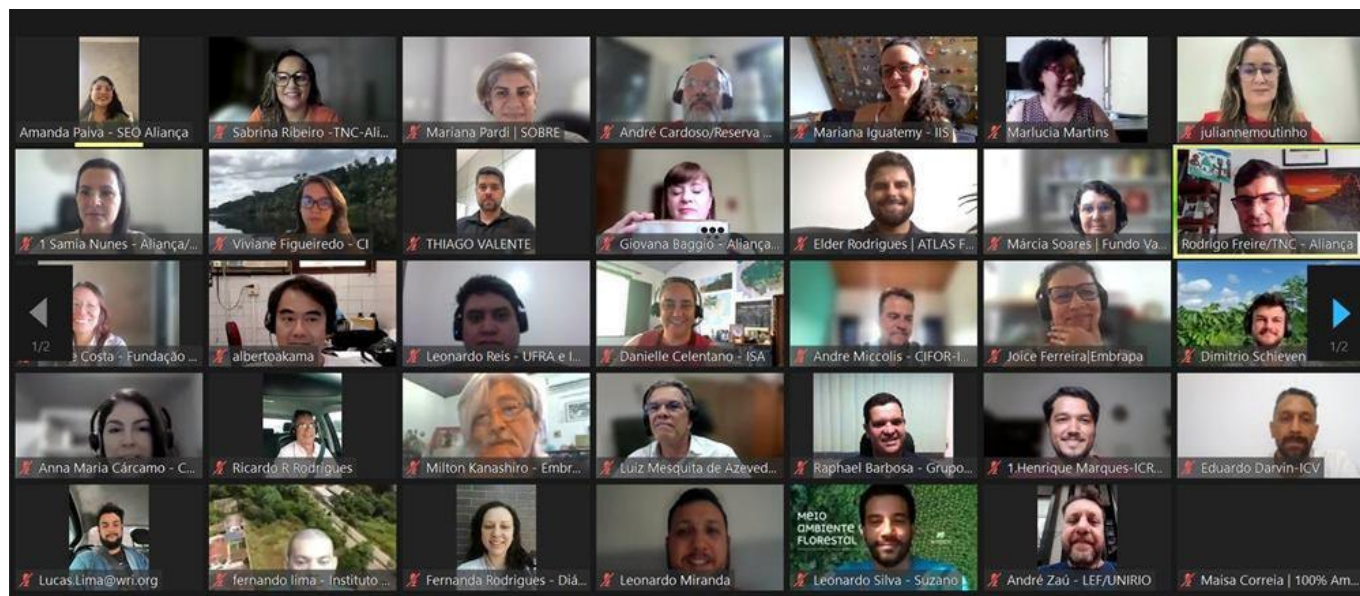 Amanda Paiva - SEO Aliança
Sabrina Ribeiro -TNC-Ali...
Mariana Pardi | SOBRE
André Cardoso/Reserva ...
Mariana Iguatemy - IIS
Marlucia Martins
juliannemoutinho
1 Samia Nunes - Aliança/...
Viviane Figueiredo - CI
THIAGO VALENTE
Giovana Baggio - Aliança...
Elder Rodrigues | ATLAS F...
Márcia Soares | Fundo Va...
Rodrigo Freire/TNC - Aliança
1/2
e Costa - Fundação ...
albertoakama
Leonardo Reis - UFRA e I...
Danielle Celentano - ISA
Andre Miccolis - CIFOR-I...
Joice Ferreira|Embrapa
Dimitrio Schieven
1/2
Anna Maria Cárcamo - C...
Ricardo R Rodrigues
Milton Kanashiro - Embr...
Luiz Mesquita de Azeved...
Raphael Barbosa - Grupo...
1.Henrique Marques-ICR...
Eduardo Darvin-ICV
Lucas.Lima@wri.org
fernando lima - Instituto ...
Fernanda Rodrigues - Diá...
Leonardo Miranda
MEIO
AMBIENTE
FLORESTAL
Leonardo Silva - Suzano
André Zaú - LEF/UNIRIO
Maisa Correia | 100% Am...